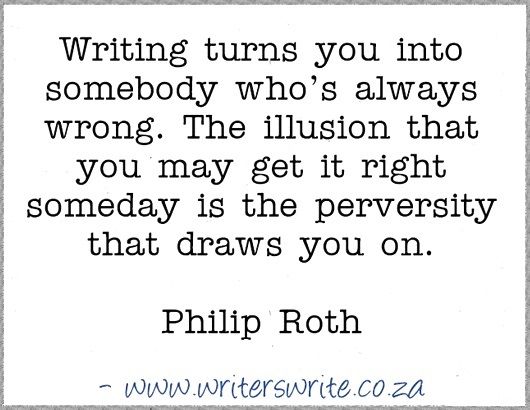 Writing turns you into
somebody who's always
wrong. The illusion that
you may get it right
someday is the perversity
that draws you on.
Philip Roth
- www.writerswrite.co.za